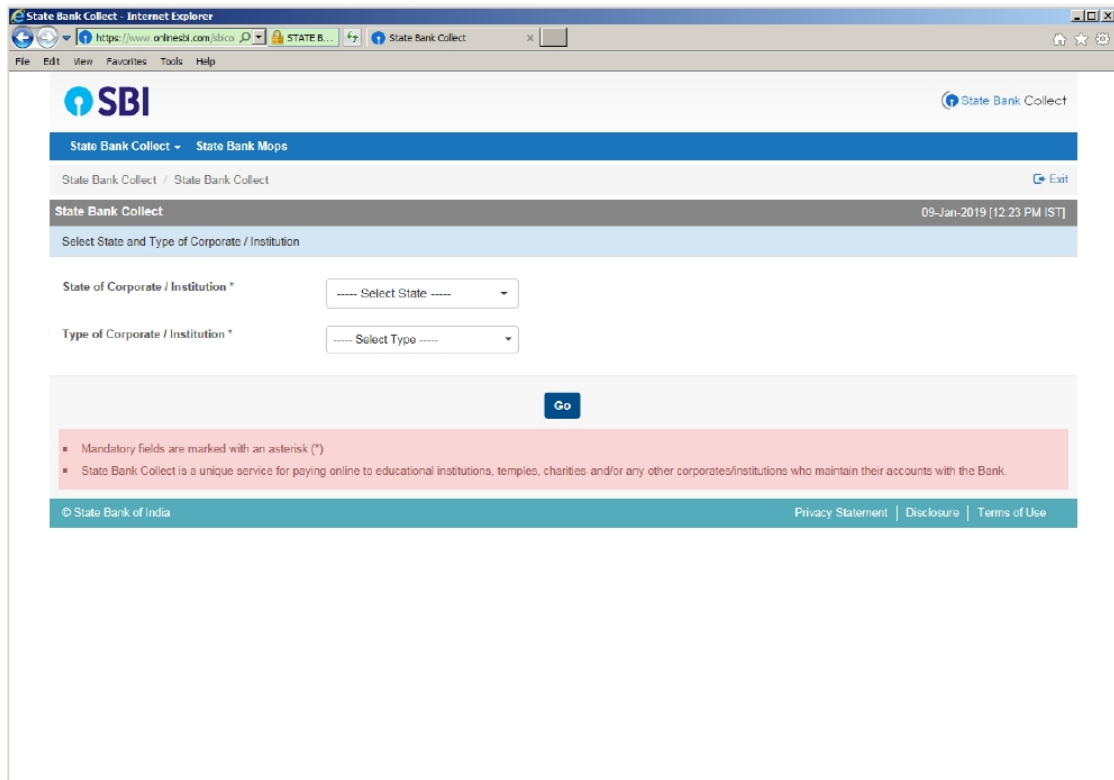 State Bank Collect - Internet Explorer
https://www.onlinesbi.com/sbico STATE B... State Bank Collect
File Edit View Favorites Tools Help
SBI
State Bank Collect
State Bank Collect State Bank Mops
State Bank Collect / State Bank Collect Exit
State Bank Collect 09-Jan-2019 [12:23 PM IST]
Select State and Type of Corporate / Institution
State of Corporate / Institution * ----- Select State -----
Type of Corporate / Institution * ----- Select Type -----
Go
Mandatory fields are marked with an asterisk (*)
State Bank Collect is a unique service for paying online to educational institutions, temples, charities and/or any other corporates/institutions who maintain their accounts with the Bank.
© State Bank of India Privacy Statement | Disclosure | Terms of Use